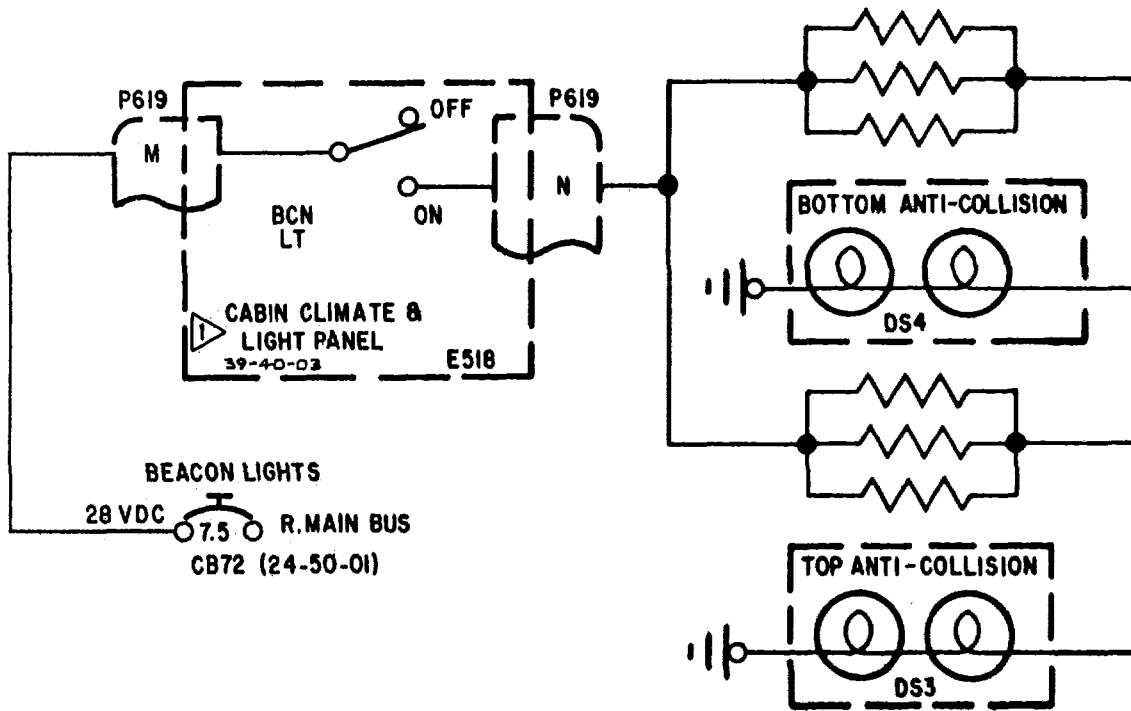 P619
M
OFF
P619
N
ON
BCN
LT
1
CABIN CLIMATE &
LIGHT PANEL
39-40-03
E518
BEACON LIGHTS
28 VDC
7.5
R.MAIN BUS
CB72 (24-50-01)
BOTTOM ANTI-COLLISION
DS4
TOP ANTI-COLLISION
DS3